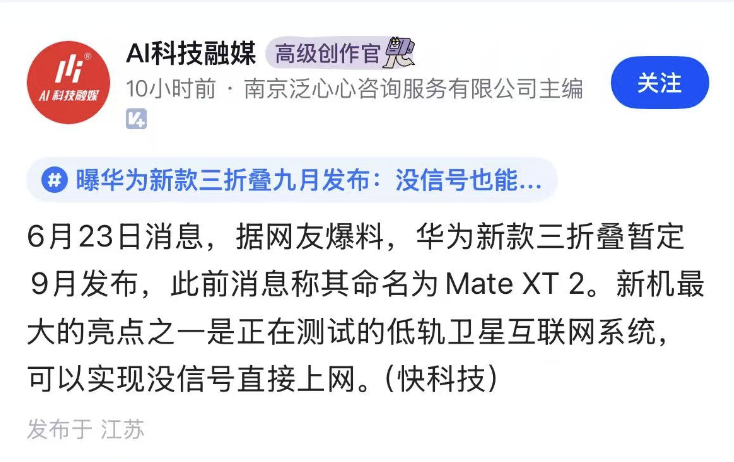 AI科技融媒 高级创作官
10小时前 · 南京泛心心咨询服务有限公司主编
V4
关注
AI科技融媒
# 曝华为新款三折叠九月发布：没信号也能...
6月23日消息，据网友爆料，华为新款三折叠暂定
9月发布，此前消息称其命名为 Mate XT 2。新机最
大的亮点之一是正在测试的低轨卫星互联网系统，
可以实现没信号直接上网。（快科技）
发布于 江苏